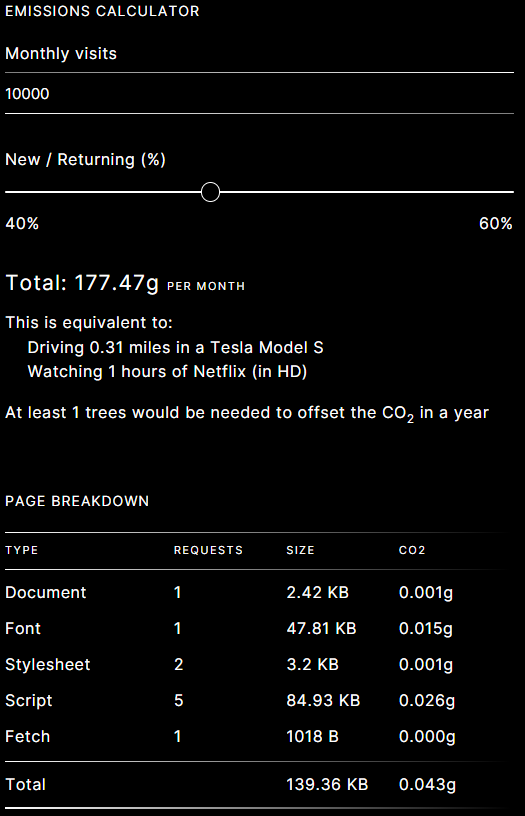 EMISSIONS CALCULATOR
Monthly visits
10000
New / Returning (%)
40% 60%
Total: 177.47g PER MONTH
This is equivalent to:
Driving 0.31 miles in a Tesla Model S
Watching 1 hours of Netflix (in HD)
At least 1 trees would be needed to offset the CO₂ in a year
PAGE BREAKDOWN
TYPE REQUESTS SIZE CO2
Document 1 2.42 KB 0.001g
Font 1 47.81 KB 0.015g
Stylesheet 2 3.2 KB 0.001g
Script 5 84.93 KB 0.026g
Fetch 1 1018 B 0.000g
Total 139.36 KB 0.043g